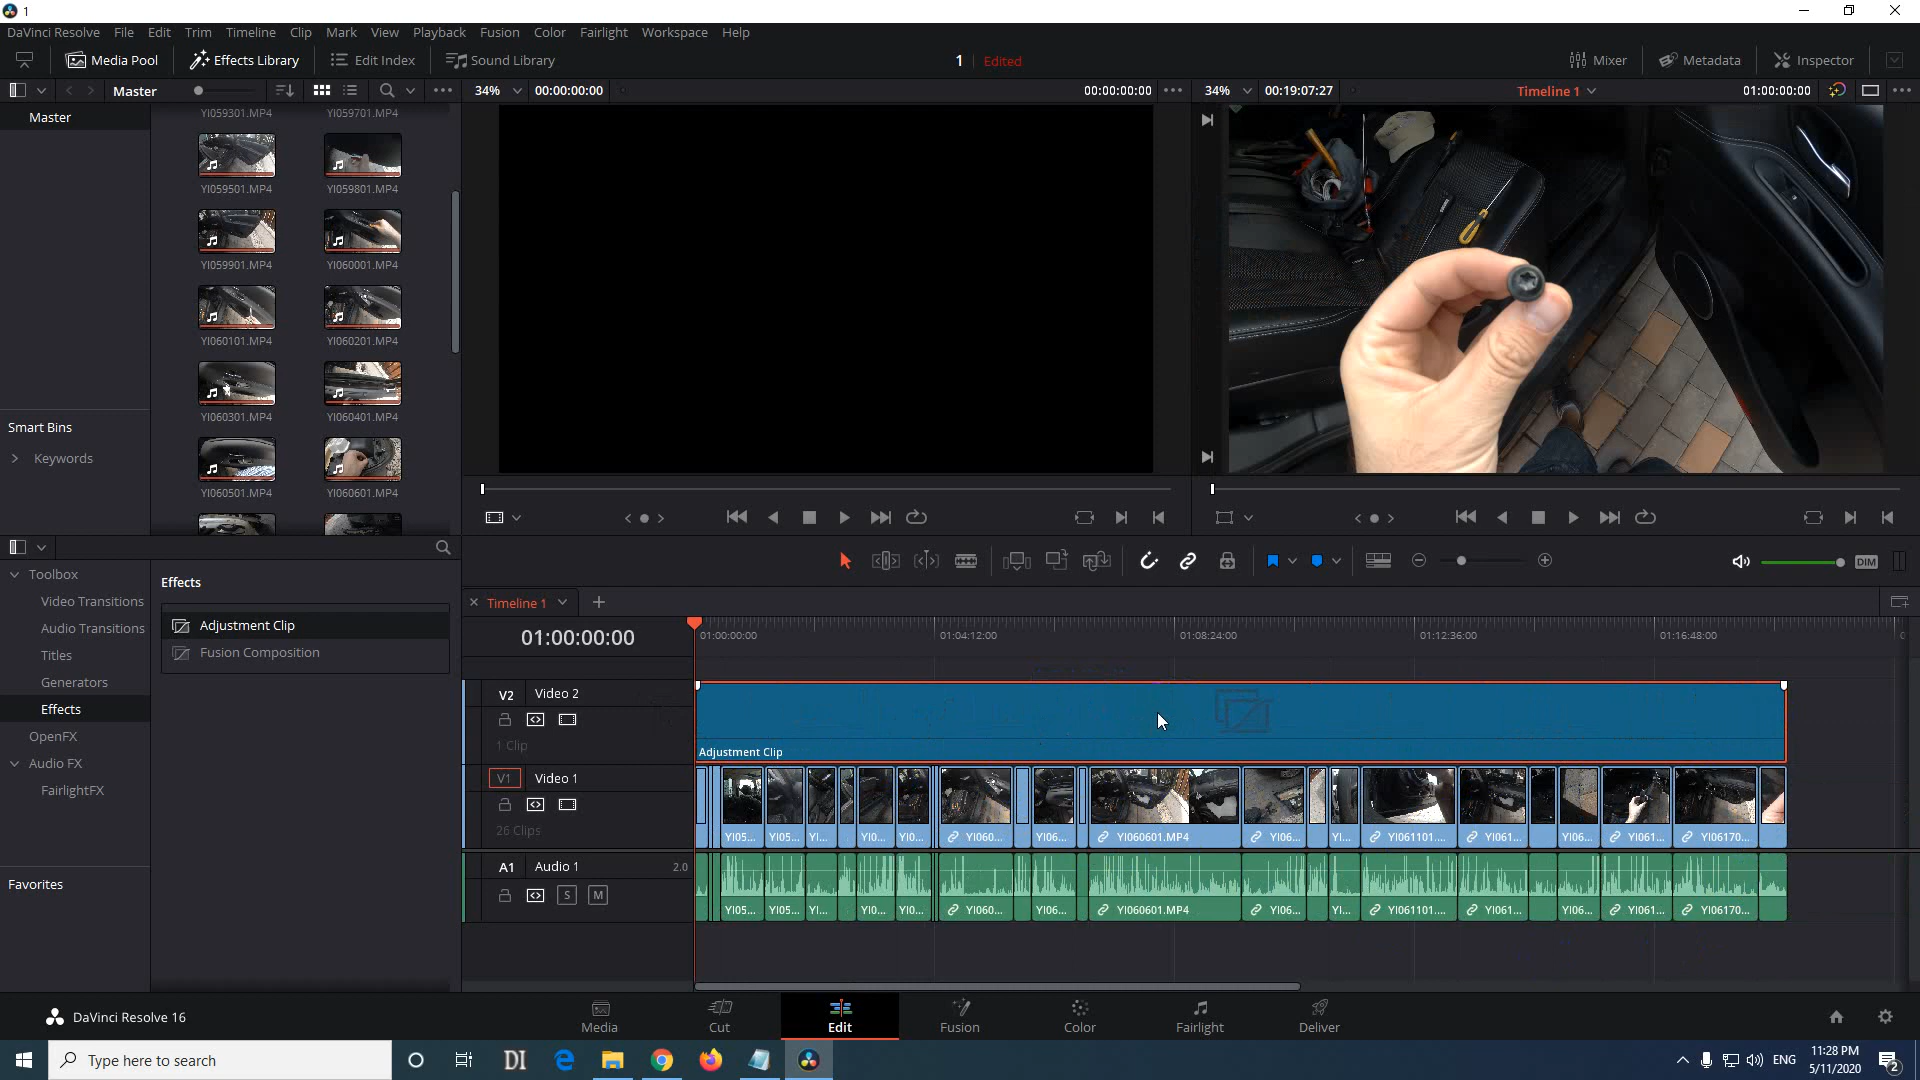 1
DaVinci Resolve File Edit Trim Timeline Clip Mark View Playback Fusion Color Fairlight Workspace Help
Media Pool Effects Library Edit Index Sound Library 1 Edited Mixer Metadata Inspector
Master 34% 00:00:00:00 00:00:00:00 34% 00:19:07:27 Timeline 1 01:00:00:00
Master
YI059301.MP4 YI059701.MP4
YI059501.MP4 YI059801.MP4
YI059901.MP4 YI060001.MP4
YI060101.MP4 YI060201.MP4
YI060301.MP4 YI060401.MP4
YI060501.MP4 YI060601.MP4
Smart Bins
Keywords
Toolbox
Video Transitions
Audio Transitions
Titles
Generators
Effects
OpenFX
Audio FX
FairlightFX
Favorites
Effects
Adjustment Clip
Fusion Composition
DIM
Timeline 1
01:00:00:00 01:00:00:00 01:04:12:00 01:08:24:00 01:12:36:00 01:16:48:00
V2 Video 2
1 Clip
Adjustment Clip
V1 Video 1
26 Clips
YI05... YI05... YI... YI0... YI0... YI060... YI06... YI060601.MP4 YI06... YI... YI061101.... YI061... YI06... YI061... YI06170...
A1 Audio 1 2.0
S M
YI05... YI05... YI... YI0... YI0... YI060... YI06... YI060601.MP4 YI06... YI... YI061101.... YI061... YI06... YI061... YI06170...
DaVinci Resolve 16
Media Cut Edit Fusion Color Fairlight Deliver
Type here to search
DI
ENG
11:28 PM
5/11/2020
2